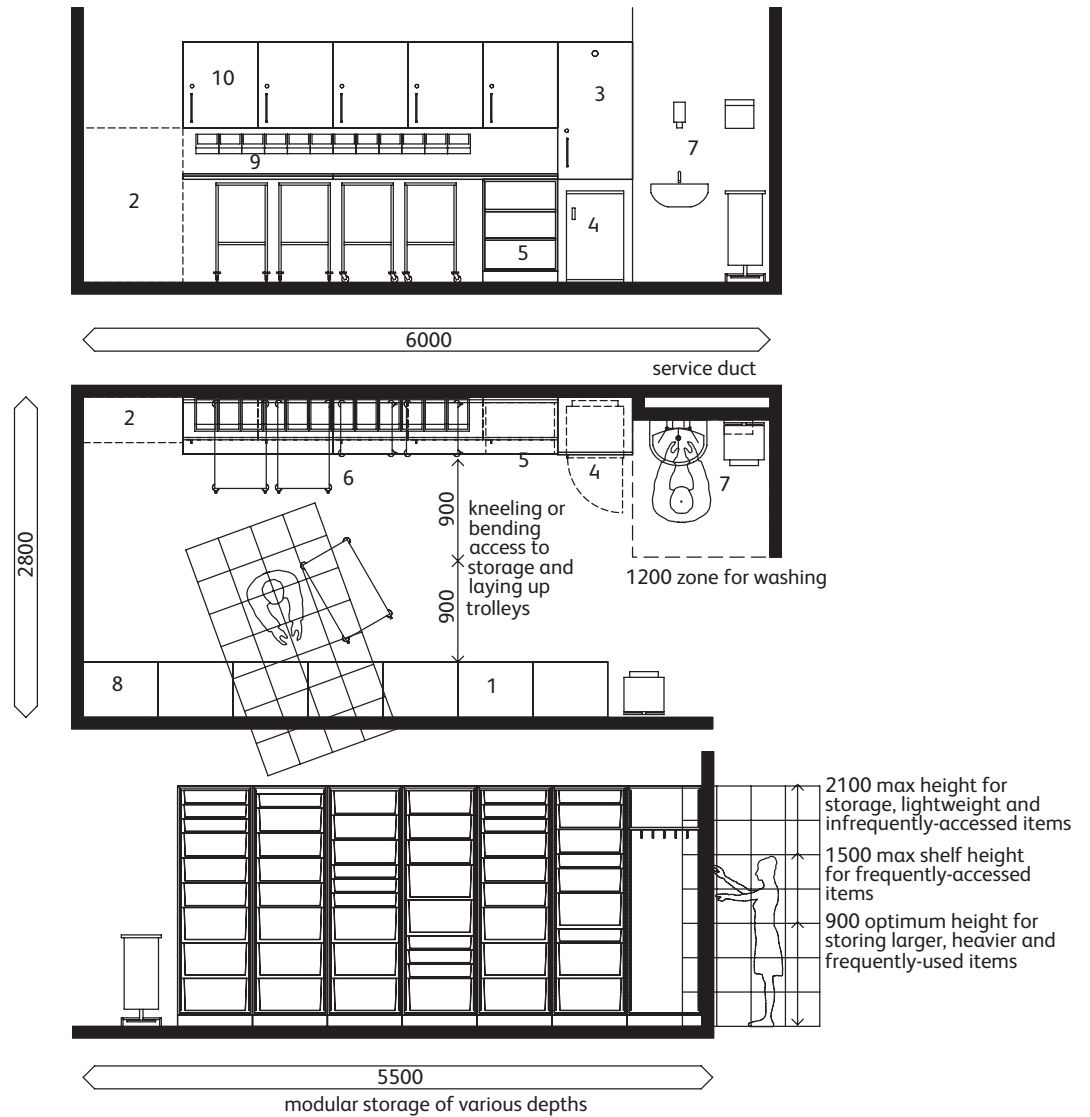 10
3
7
9
2
4
5
6000
service duct
2
5
4
7
6
2800
900
900
kneeling or
bending
access to
storage and
laying up
trolleys
1200 zone for washing
8
1
2100 max height for
storage, lightweight and
infrequently-accessed items
1500 max shelf height
for frequently-accessed
items
900 optimum height for
storing larger, heavier and
frequently-used items
5500
modular storage of various depths